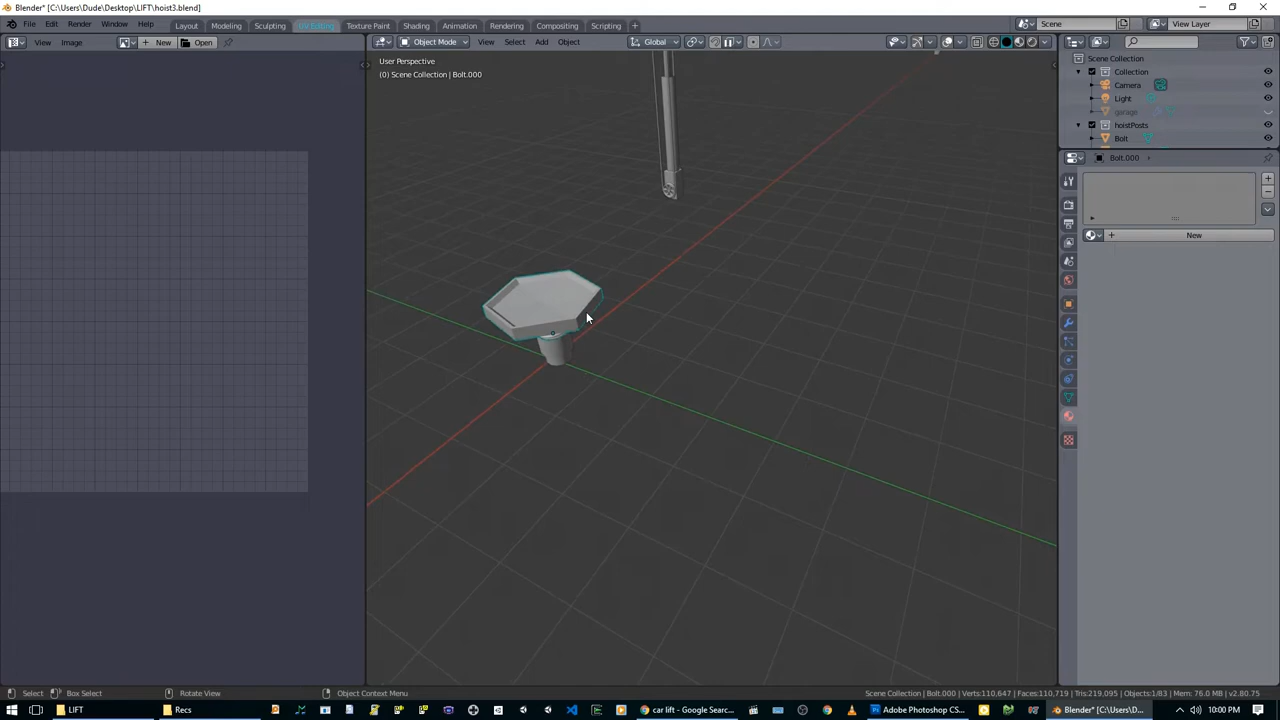 Blender* [C:\Users\Dude\Desktop\LIFT\hoist3.blend]
File Edit Render Window Help Layout Modeling Sculpting UV Editing Texture Paint Shading Animation Rendering Compositing Scripting + Scene View Layer
View Image New Open Object Mode View Select Add Object Global
User Perspective
(0) Scene Collection | Bolt.000
Scene Collection
Collection
Camera
Light
garage
hoistPosts
Bolt
Bolt.000
New
Select Box Select Rotate View Object Context Menu Scene Collection | Bolt.000 | Verts:110,647 | Faces:110,719 | Tris:219,095 | Objects:1/83 | Mem: 76.0 MB | v2.80.75
LIFT Recs car lift - Google Searc... Adobe Photoshop CS... Blender* [C:\Users\D... 10:00 PM